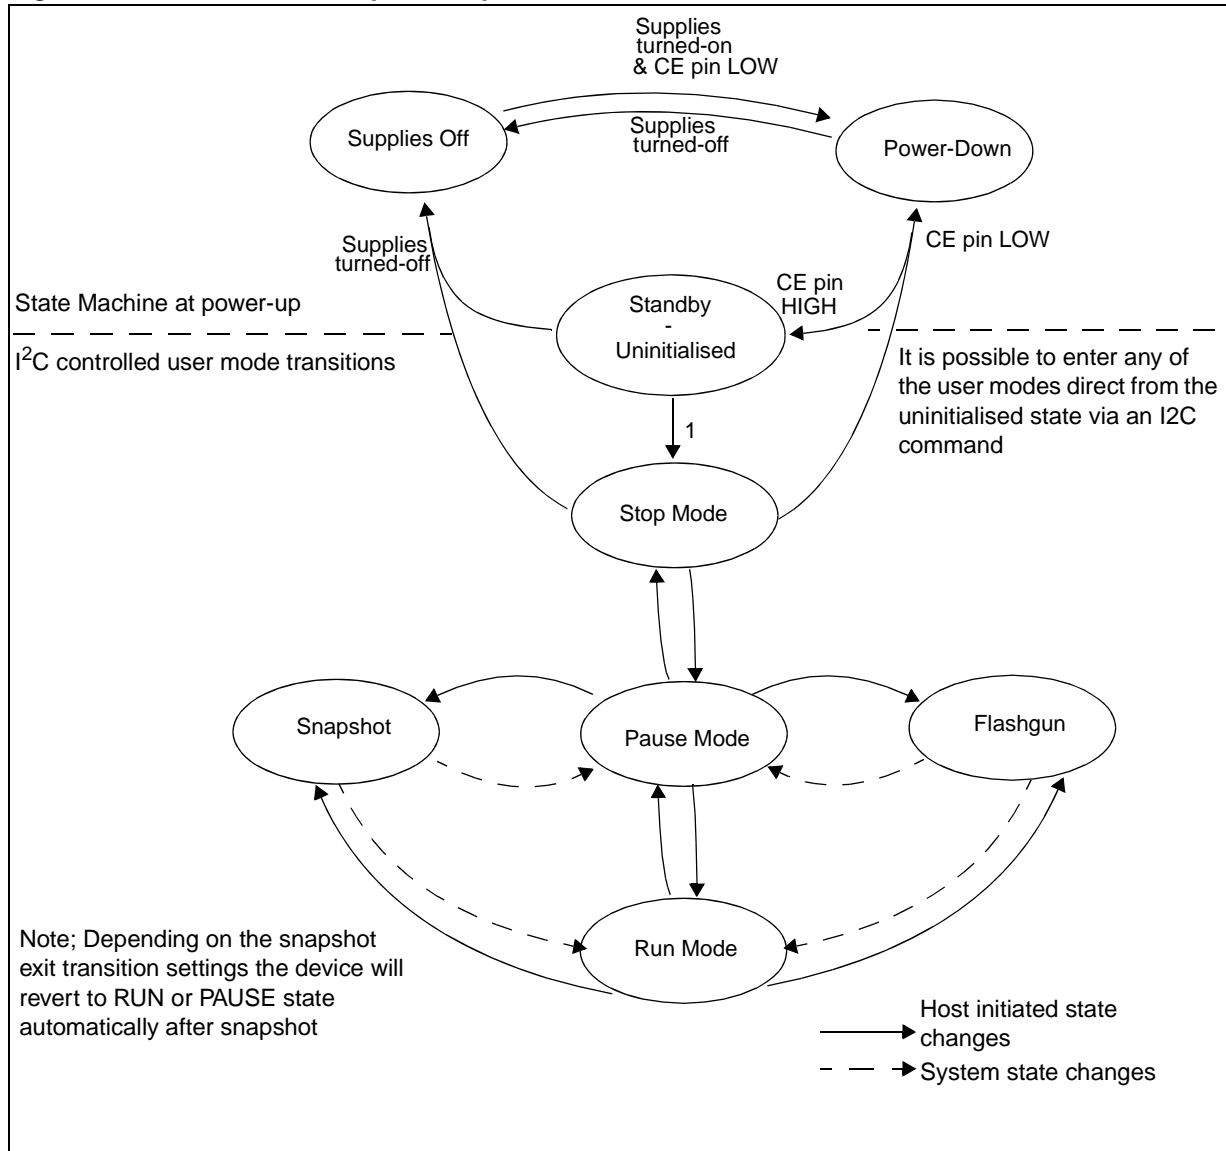 Supplies
turned-on
& CE pin LOW
Supplies Off
Supplies
turned-off
Power-Down
Supplies
turned-off
CE pin LOW
CE pin
HIGH
Standby
-
Uninitialised
State Machine at power-up
I2C controlled user mode transitions
It is possible to enter any of
the user modes direct from the
uninitialised state via an I2C
command
1
Stop Mode
Snapshot
Pause Mode
Flashgun
Run Mode
Note; Depending on the snapshot
exit transition settings the device will
revert to RUN or PAUSE state
automatically after snapshot
Host initiated state
changes
System state changes